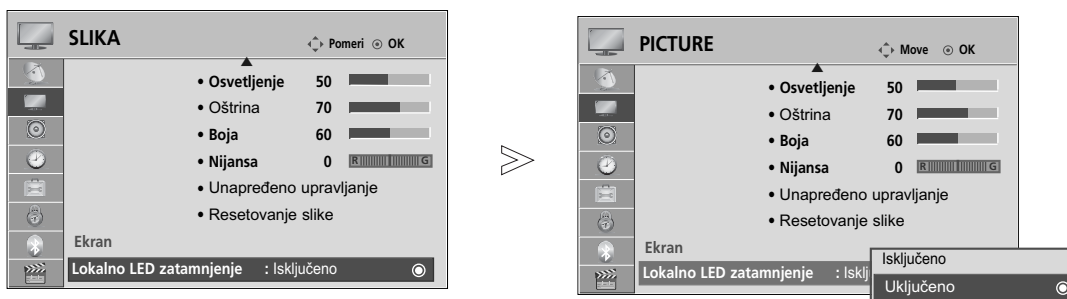 SLIKA
Pomeri OK
• Osvetljenje 50
• Oštrina 70
• Boja 60
• Nijansa 0 R G
• Unapređeno upravljanje
• Resetovanje slike
Ekran
Lokalno LED zatamnjenje : Isključeno
PICTURE
Move OK
• Osvetljenje 50
• Oštrina 70
• Boja 60
• Nijansa 0 R G
• Unapređeno upravljanje
• Resetovanje slike
Ekran
Lokalno LED zatamnjenje : Isklj
Isključeno
Uključeno